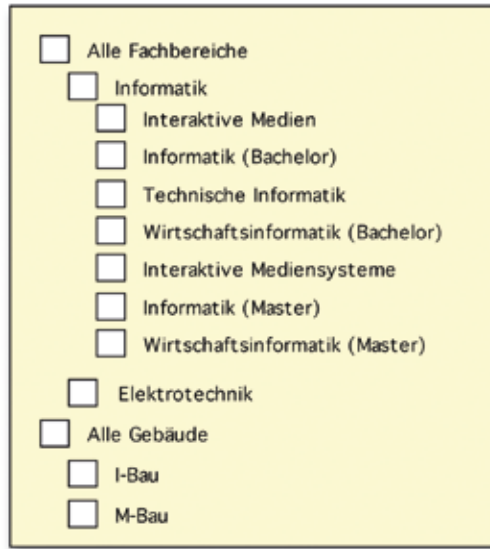 Alle Fachbereiche
Informatik
Interaktive Medien
Informatik (Bachelor)
Technische Informatik
Wirtschaftsinformatik (Bachelor)
Interaktive Mediensysteme
Informatik (Master)
Wirtschaftsinformatik (Master)
Elektrotechnik
Alle Gebäude
I-Bau
M-Bau